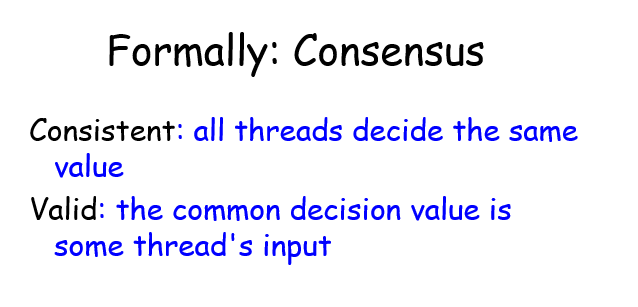 Formally: Consensus
Consistent: all threads decide the same
value
Valid: the common decision value is
some thread's input